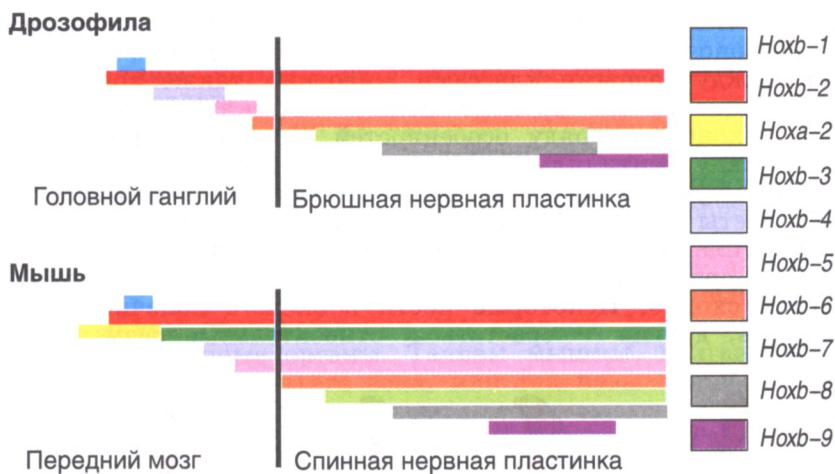 Дрозофила
Головной ганглий
Брюшная нервная пластинка
Мышь
Передний мозг
Спинная нервная пластинка
Hoxb–1
Hoxb–2
Hoxa–2
Hoxb–3
Hoxb–4
Hoxb–5
Hoxb–6
Hoxb–7
Hoxb–8
Hoxb–9